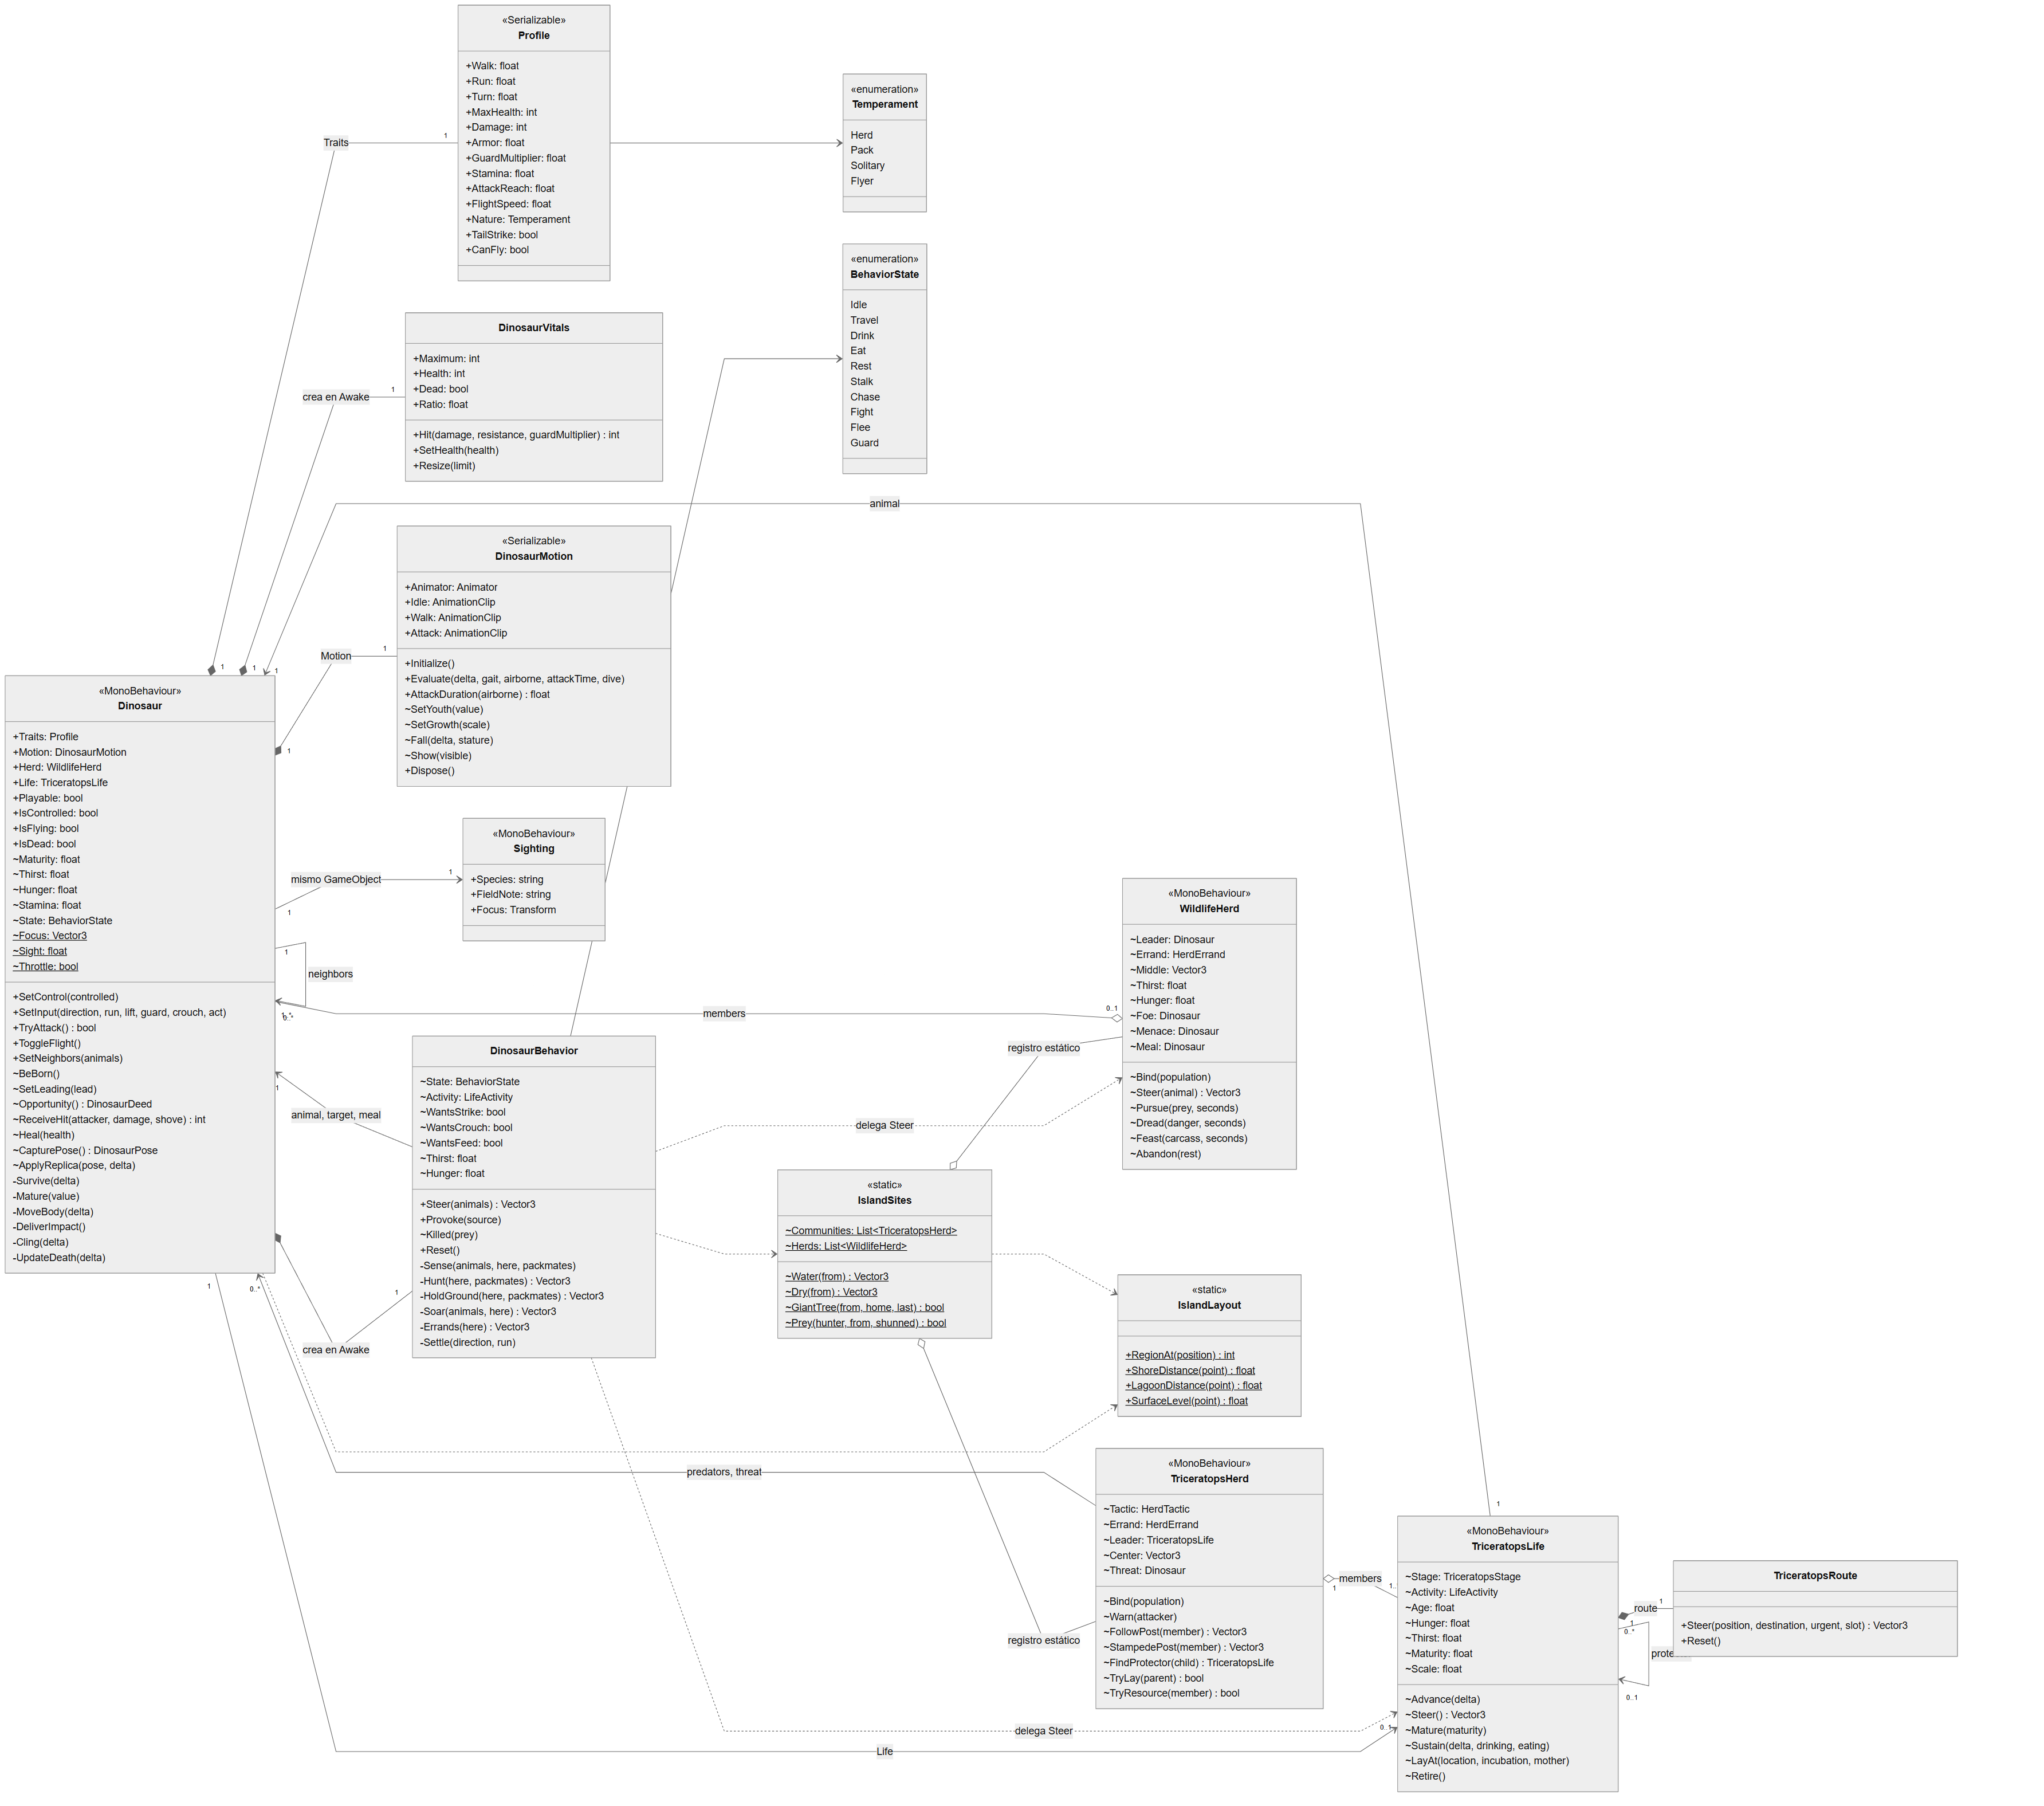 «Serializable»
Profile
+Walk: float
+Run: float
+Turn: float
+MaxHealth: int
+Damage: int
+Armor: float
+GuardMultiplier: float
+Stamina: float
+AttackReach: float
+FlightSpeed: float
+Nature: Temperament
+TailStrike: bool
+CanFly: bool
«enumeration»
Temperament
Herd
Pack
Solitary
Flyer
Traits
1
1
«enumeration»
BehaviorState
Idle
Travel
Drink
Eat
Rest
Stalk
Chase
Fight
Flee
Guard
DinosaurVitals
+Maximum: int
+Health: int
+Dead: bool
+Ratio: float
+Hit(damage, resistance, guardMultiplier) : int
+SetHealth(health)
+Resize(limit)
crea en Awake
1
1
animal
1
1
«Serializable»
DinosaurMotion
+Animator: Animator
+Idle: AnimationClip
+Walk: AnimationClip
+Attack: AnimationClip
+Initialize()
+Evaluate(delta, gait, airborne, attackTime, dive)
+AttackDuration(airborne) : float
~SetYouth(value)
~SetGrowth(scale)
~Fall(delta, stature)
~Show(visible)
+Dispose()
Motion
1
1
«MonoBehaviour»
Dinosaur
+Traits: Profile
+Motion: DinosaurMotion
+Herd: WildlifeHerd
+Life: TriceratopsLife
+Playable: bool
+IsControlled: bool
+IsFlying: bool
+IsDead: bool
~Maturity: float
~Thirst: float
~Hunger: float
~Stamina: float
~State: BehaviorState
~Focus: Vector3
~Sight: float
~Throttle: bool
+SetControl(controlled)
+SetInput(direction, run, lift, guard, crouch, act)
+TryAttack() : bool
+ToggleFlight()
+SetNeighbors(animals)
~BeBorn()
~SetLeading(lead)
~Opportunity() : DinosaurDeed
~ReceiveHit(attacker, damage, shove) : int
~Heal(health)
~CapturePose() : DinosaurPose
~ApplyReplica(pose, delta)
-Survive(delta)
-Mature(value)
-MoveBody(delta)
-DeliverImpact()
-Cling(delta)
-UpdateDeath(delta)
«MonoBehaviour»
Sighting
+Species: string
+FieldNote: string
+Focus: Transform
mismo GameObject
1
1
neighbors
1
0..*
members
0..1
«MonoBehaviour»
WildlifeHerd
~Leader: Dinosaur
~Errand: HerdErrand
~Middle: Vector3
~Thirst: float
~Hunger: float
~Foe: Dinosaur
~Menace: Dinosaur
~Meal: Dinosaur
~Bind(population)
~Steer(animal) : Vector3
~Pursue(prey, seconds)
~Dread(danger, seconds)
~Feast(carcass, seconds)
~Abandon(rest)
registro estático
DinosaurBehavior
~State: BehaviorState
~Activity: LifeActivity
~WantsStrike: bool
~WantsCrouch: bool
~WantsFeed: bool
~Thirst: float
~Hunger: float
+Steer(animals) : Vector3
+Provoke(source)
~Killed(prey)
+Reset()
-Sense(animals, here, packmates)
-Hunt(here, packmates) : Vector3
-HoldGround(here, packmates) : Vector3
-Soar(animals, here) : Vector3
-Errands(here) : Vector3
-Settle(direction, run)
animal, target, meal
1
delega Steer
crea en Awake
1
«static»
IslandSites
~Communities: List<TriceratopsHerd>
~Herds: List<WildlifeHerd>
~Water(from) : Vector3
~Dry(from) : Vector3
~GiantTree(from, home, last) : bool
~Prey(hunter, from, shunned) : bool
«static»
IslandLayout
+RegionAt(position) : int
+ShoreDistance(point) : float
+LagoonDistance(point) : float
+SurfaceLevel(point) : float
predators, threat
0..*
1
«MonoBehaviour»
TriceratopsHerd
~Tactic: HerdTactic
~Errand: HerdErrand
~Leader: TriceratopsLife
~Center: Vector3
~Threat: Dinosaur
~Bind(population)
~Warn(attacker)
~FollowPost(member) : Vector3
~StampedePost(member) : Vector3
~FindProtector(child) : TriceratopsLife
~TryLay(parent) : bool
~TryResource(member) : bool
registro estático
members
1
1..
«MonoBehaviour»
TriceratopsLife
~Stage: TriceratopsStage
~Activity: LifeActivity
~Age: float
~Hunger: float
~Thirst: float
~Maturity: float
~Scale: float
~Advance(delta)
~Steer() : Vector3
~Mature(maturity)
~Sustain(delta, drinking, eating)
~LayAt(location, incubation, mother)
~Retire()
TriceratopsRoute
+Steer(position, destination, urgent, slot) : Vector3
+Reset()
route
1
1
0..*
0..1
delega Steer
0..1
Life